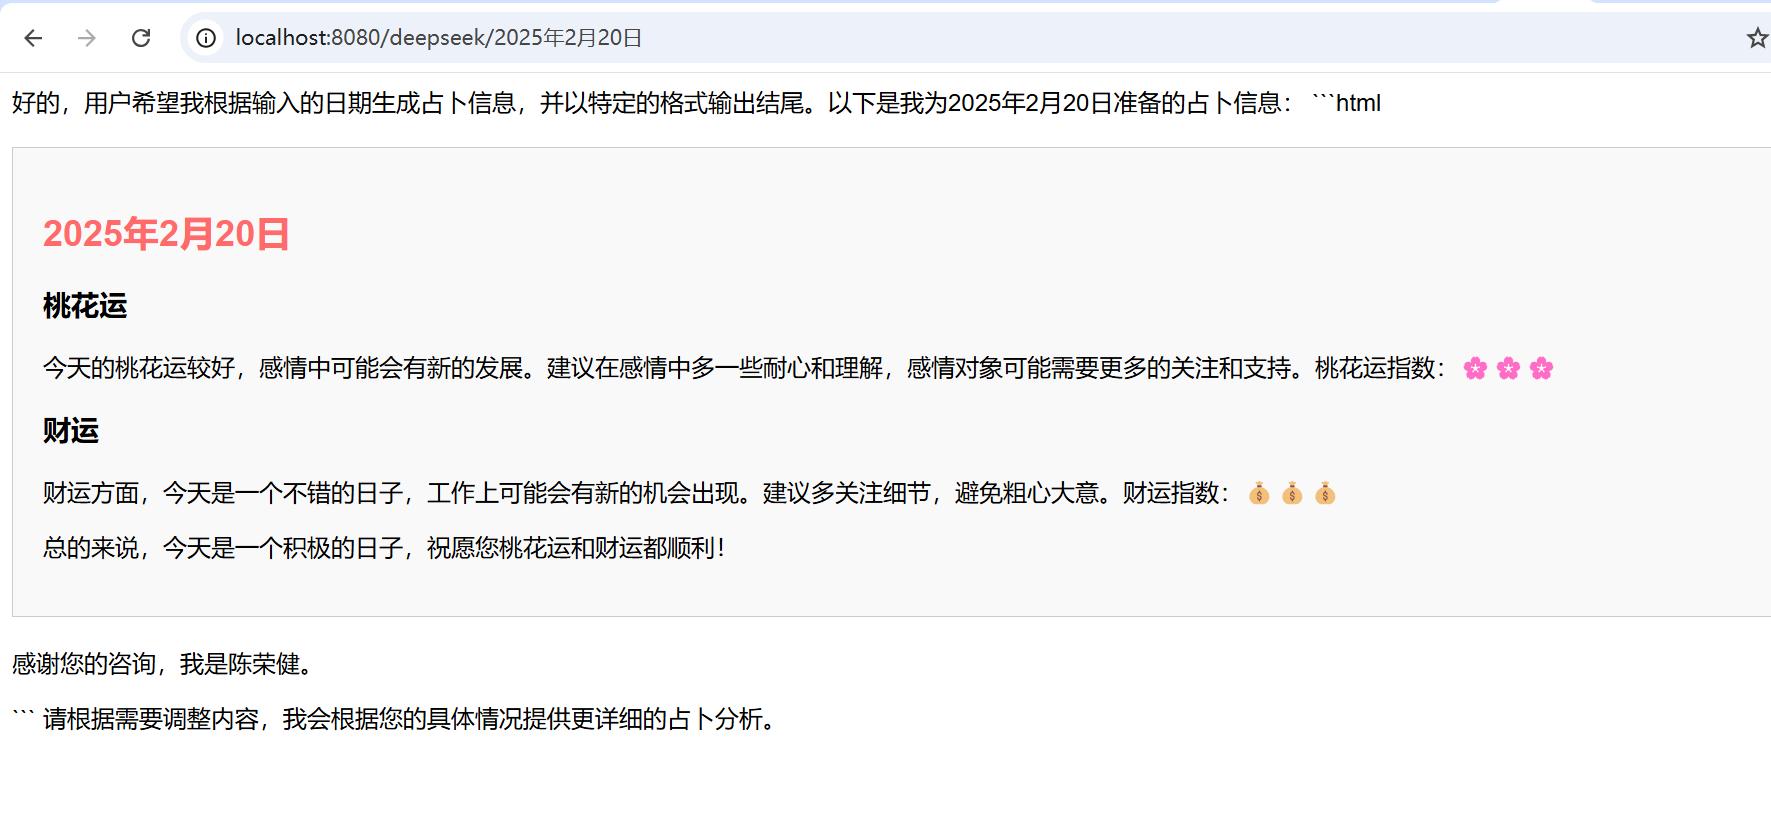 localhost:8080/deepseek/2025年2月20日
好的，用户希望我根据输入的日期生成占卜信息，并以特定的格式输出结尾。以下是我为2025年2月20日准备的占卜信息： ```html
2025年2月20日
桃花运
今天的桃花运较好，感情中可能会有新的发展。建议在感情中多一些耐心和理解，感情对象可能需要更多的关注和支持。桃花运指数：🌸 🌸 🌸
财运
财运方面，今天是一个不错的日子，工作上可能会有新的机会出现。建议多关注细节，避免粗心大意。财运指数：💰 💰 💰
总的来说，今天是一个积极的日子，祝愿您桃花运和财运都顺利！
感谢您的咨询，我是陈荣健。
``` 请根据需要调整内容，我会根据您的具体情况提供更详细的占卜分析。